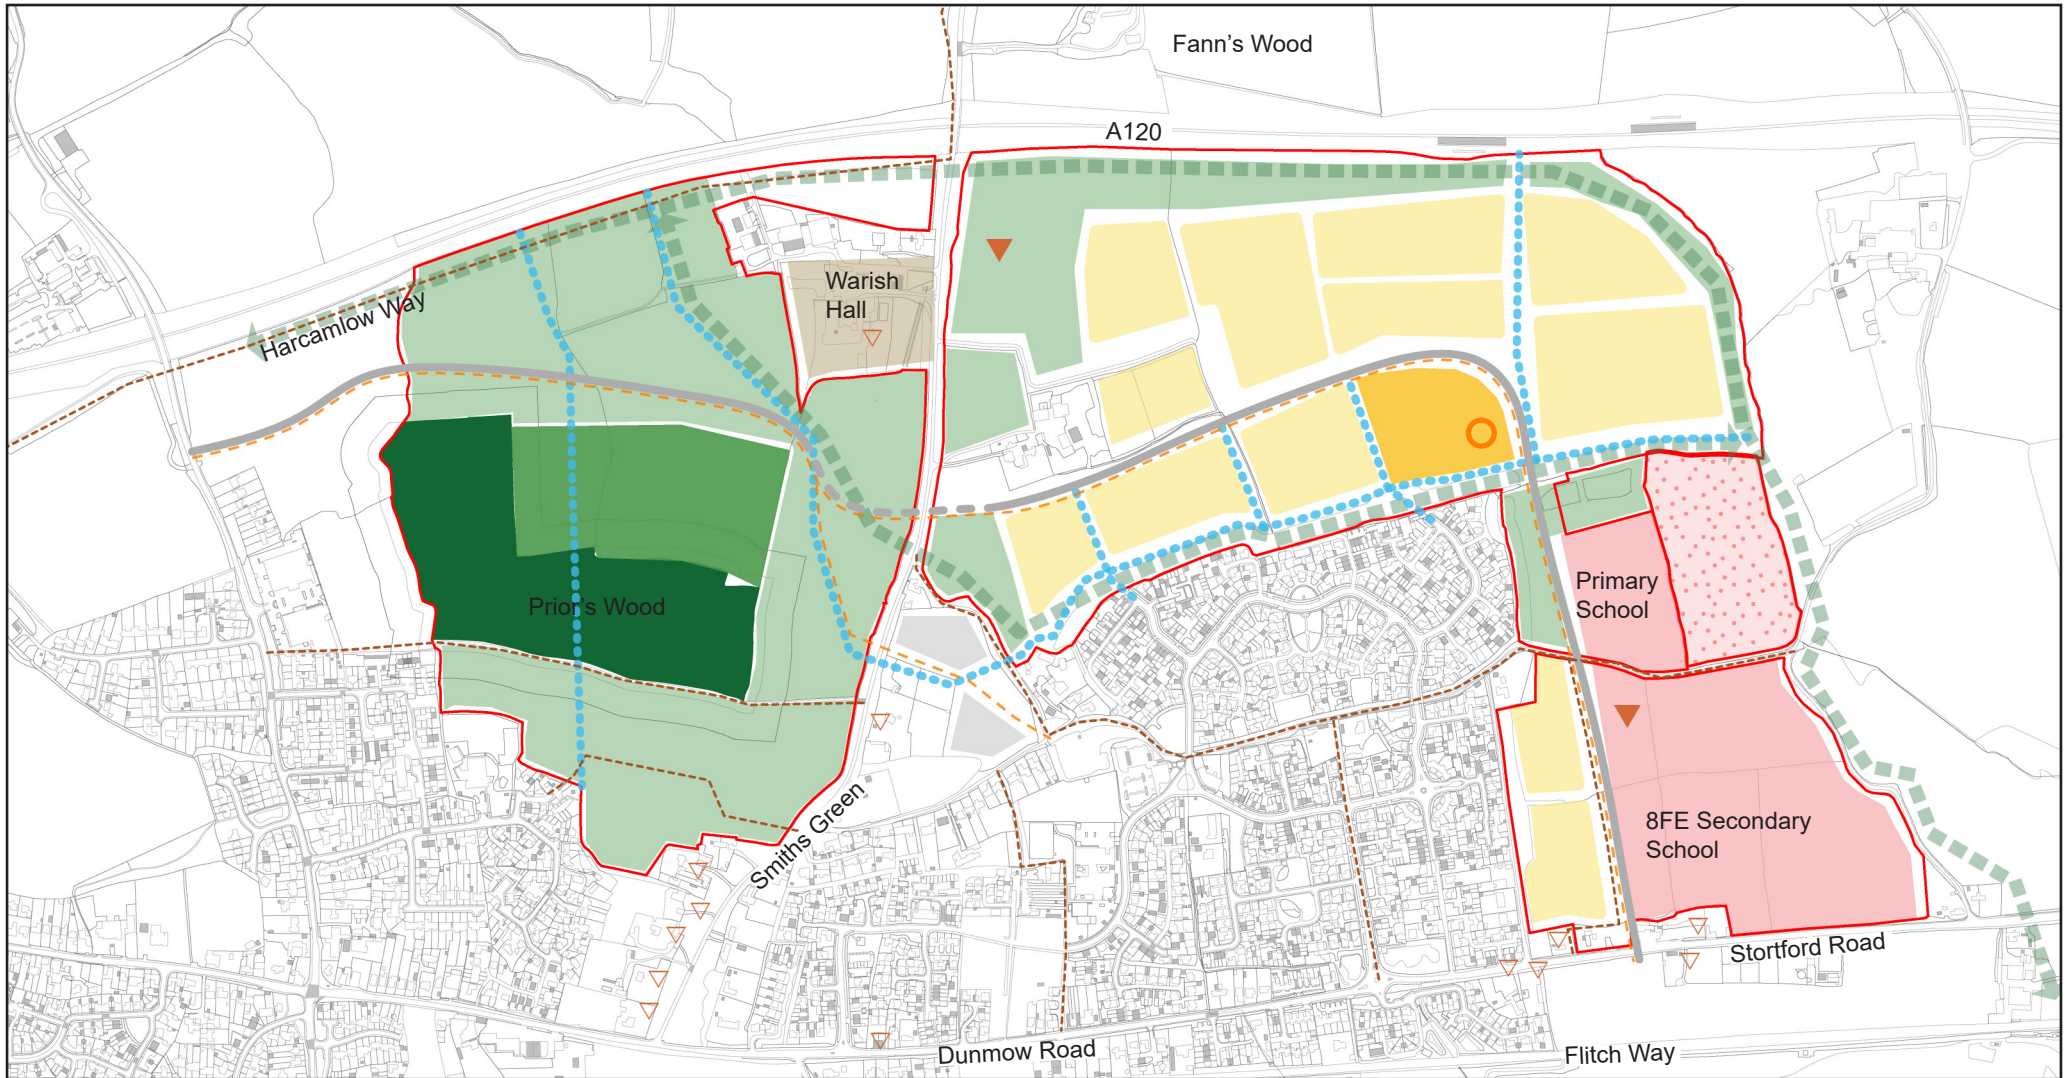 Fann's Wood
A120
Harcamlow Way
Warish
Hall
Prior's Wood
Primary
School
Smiths Green
8FE Secondary
School
Stortford Road
Dunmow Road
Flitch Way